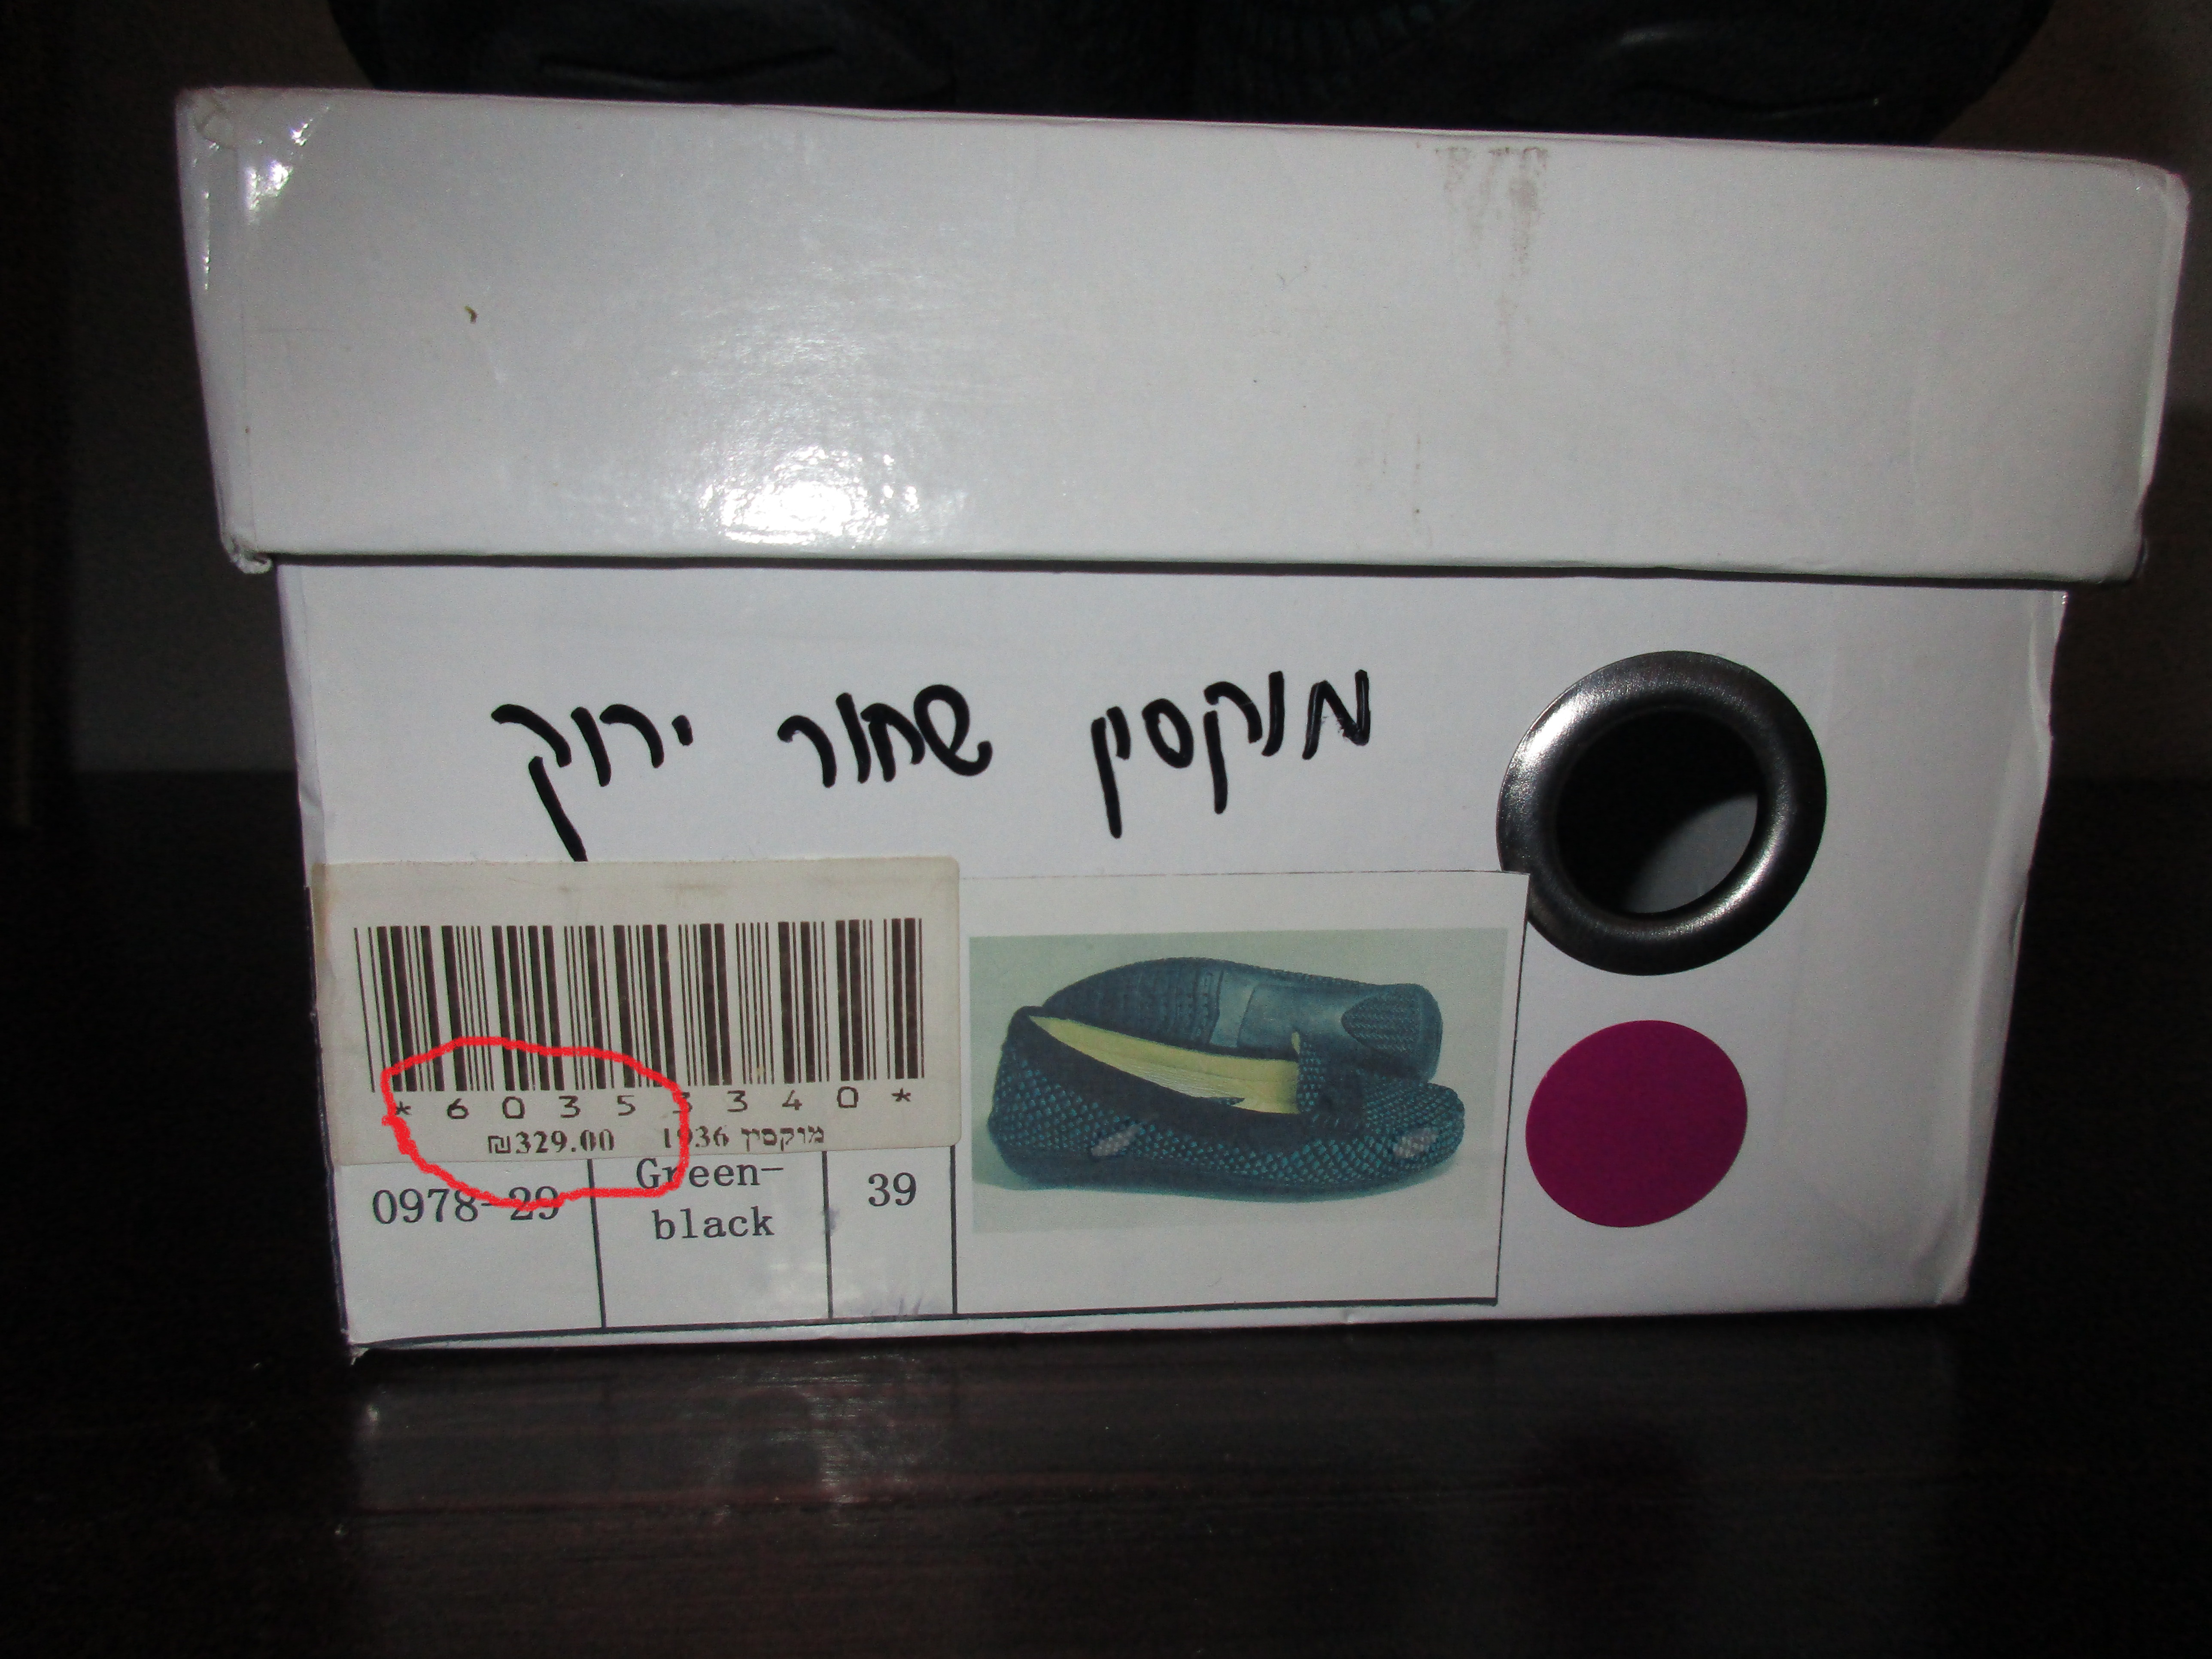 מוקסין שחור ירוק
*60353340*
מוקסין 1936 ₪329.00
0978-29 Green-black 39